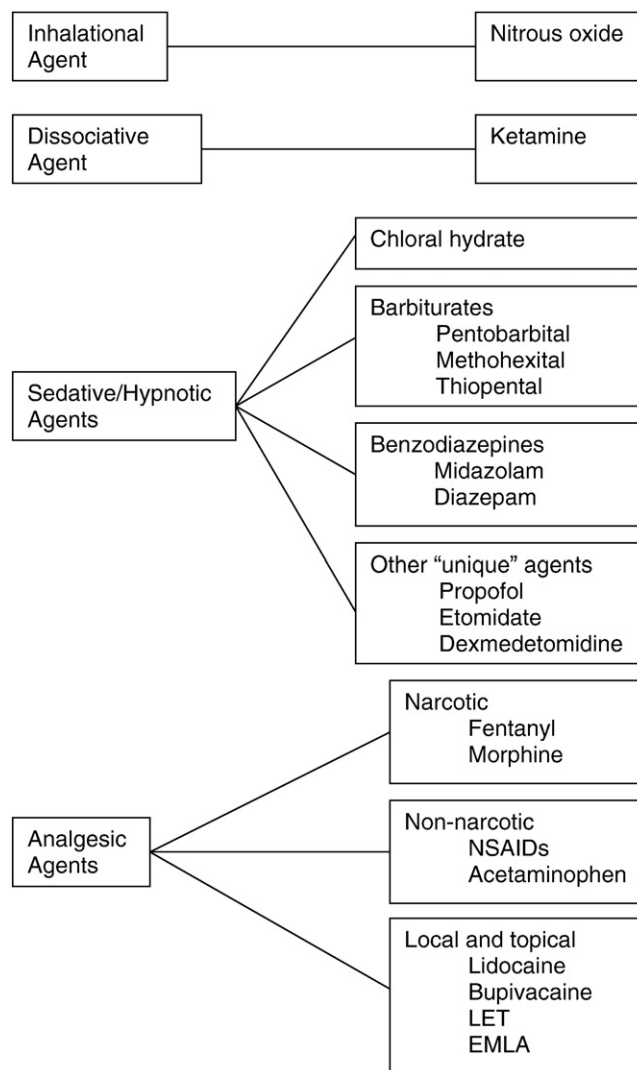 Inhalational
Agent
Nitrous oxide
Dissociative
Agent
Ketamine
Sedative/Hypnotic
Agents
Chloral hydrate
Barbiturates
Pentobarbital
Methohexital
Thiopental
Benzodiazepines
Midazolam
Diazepam
Other “unique” agents
Propofol
Etomidate
Dexmedetomidine
Analgesic
Agents
Narcotic
Fentanyl
Morphine
Non-narcotic
NSAIDs
Acetaminophen
Local and topical
Lidocaine
Bupivacaine
LET
EMLA